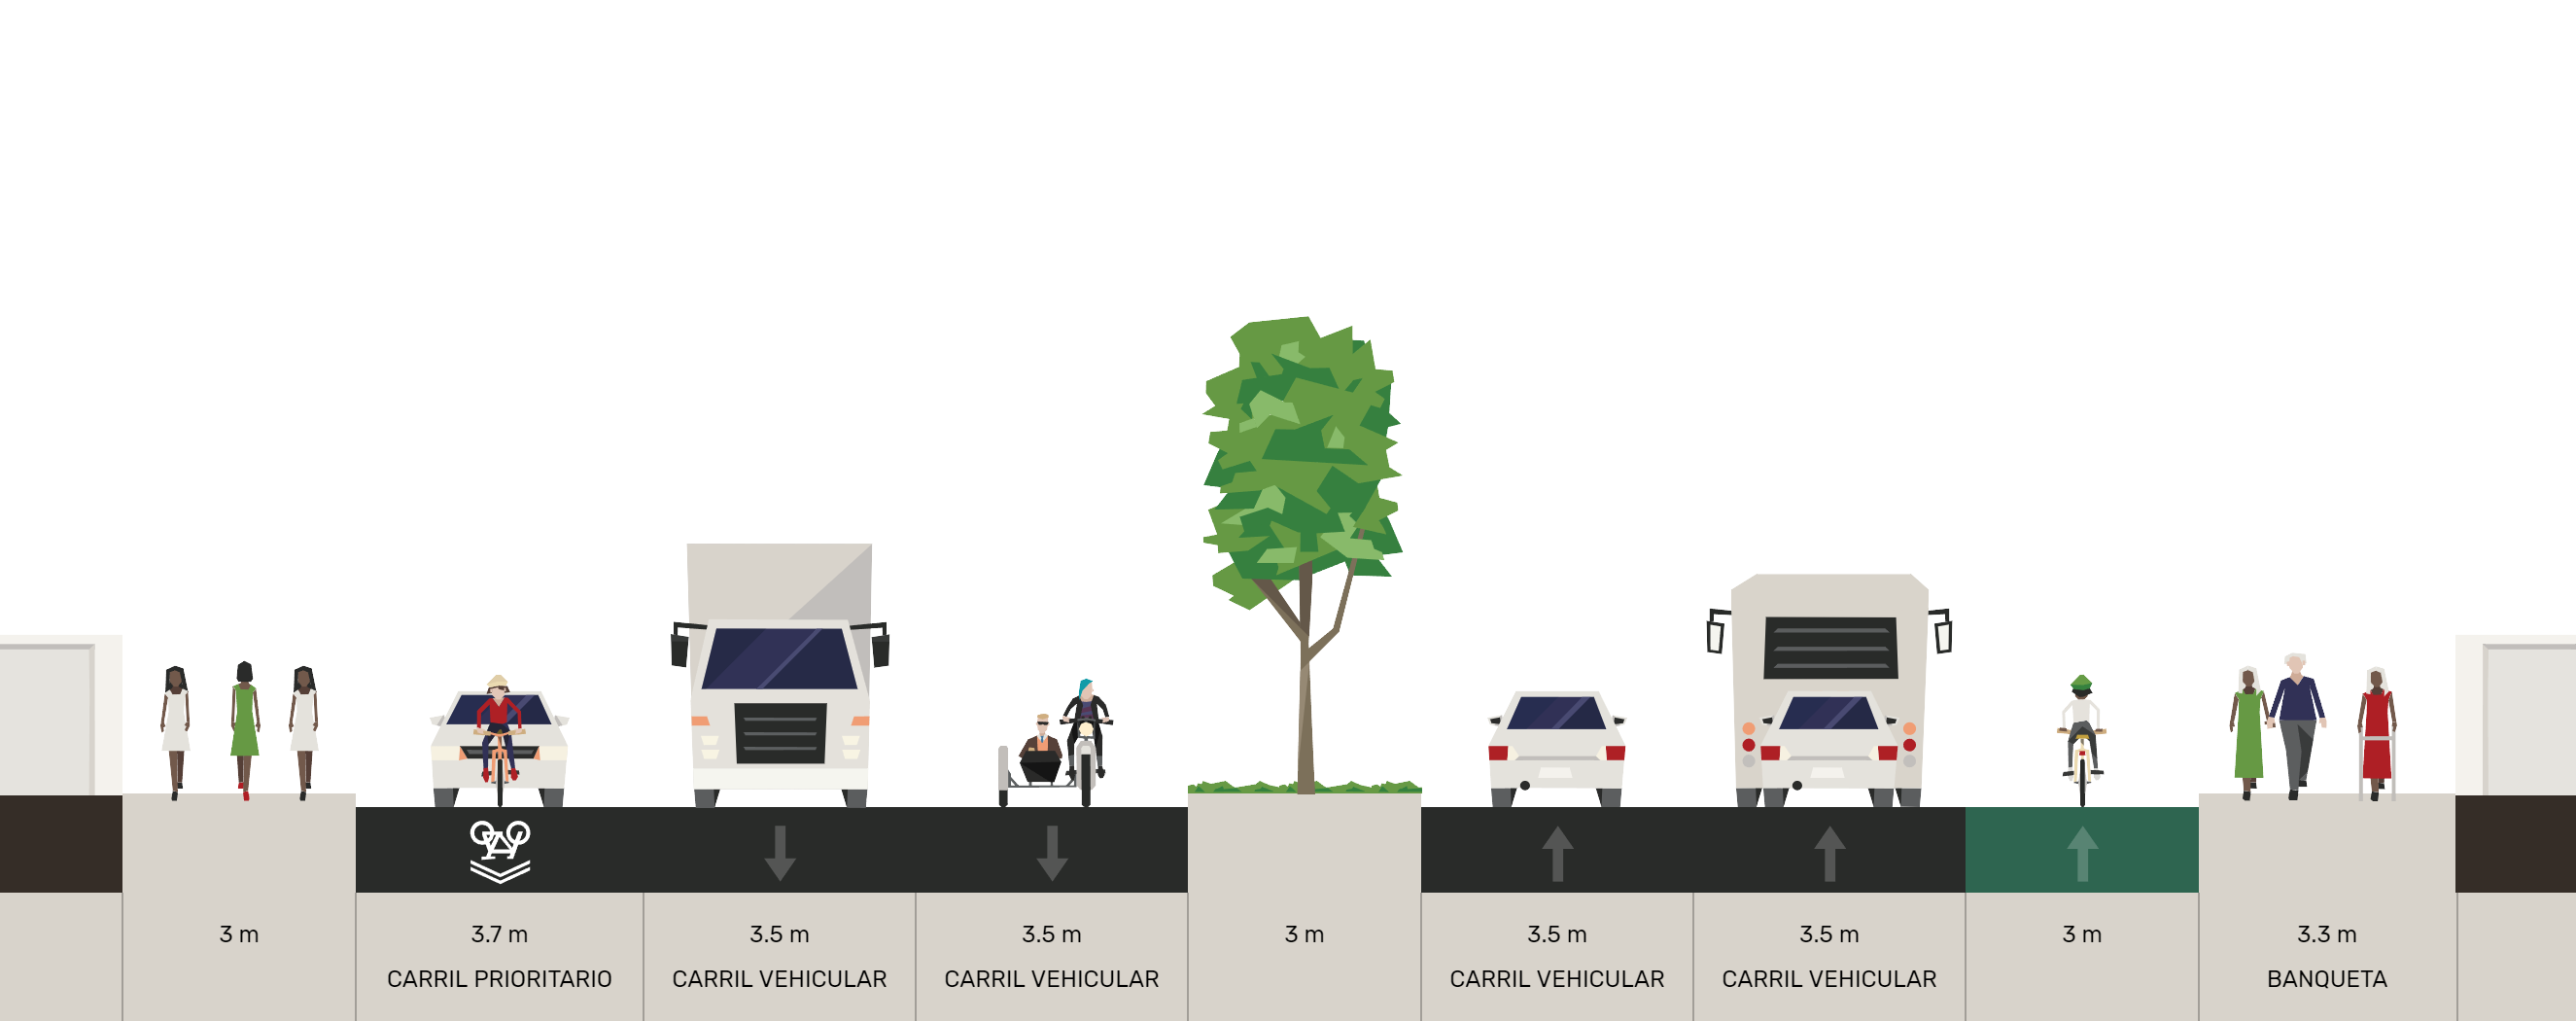 3 m
3.7 m
3.5 m
3.5 m
3 m
3.5 m
3.5 m
3 m
3.3 m
CARRIL PRIORITARIO
CARRIL VEHICULAR
CARRIL VEHICULAR
CARRIL VEHICULAR
CARRIL VEHICULAR
BANQUETA